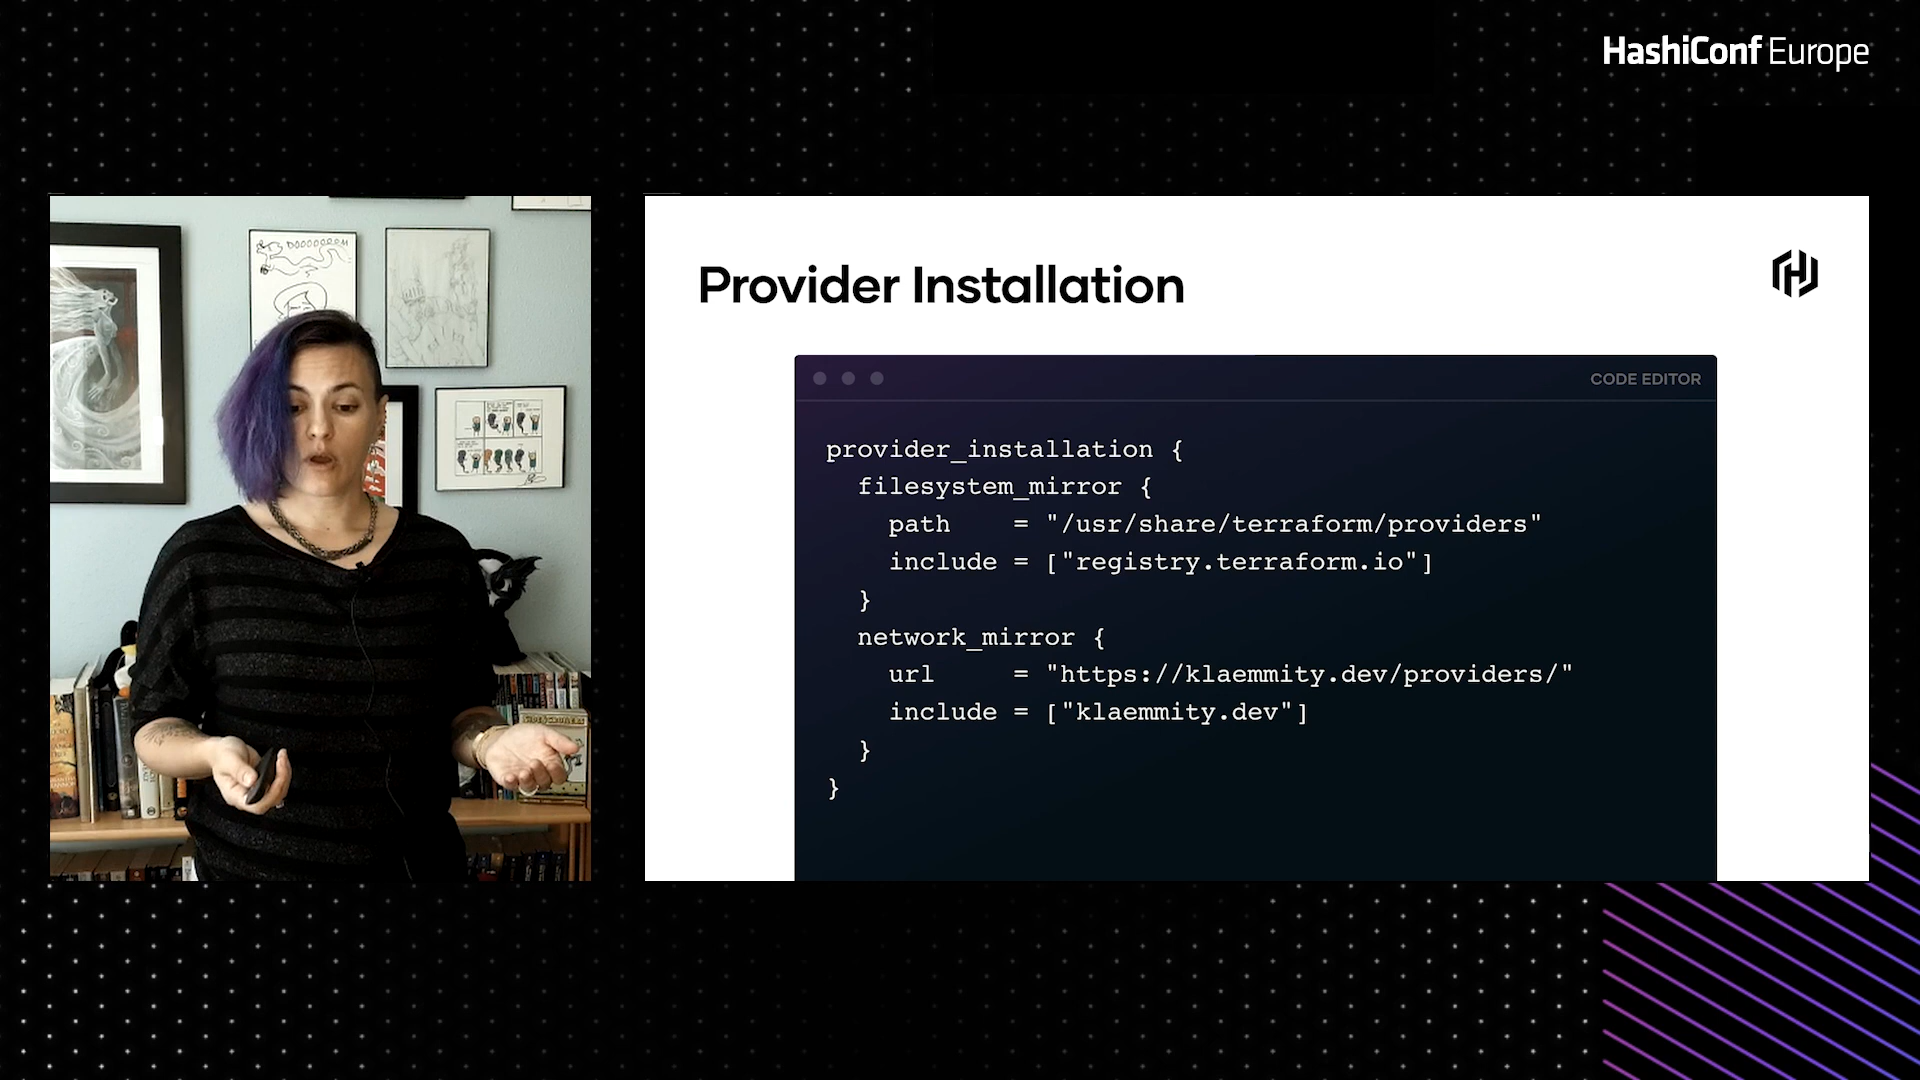 HashiConf Europe
DOOOOOOOM
Provider Installation
CODE EDITOR
provider_installation {
  filesystem_mirror {
    path    = "/usr/share/terraform/providers"
    include = ["registry.terraform.io"]
  }
  network_mirror {
    url     = "https://klaemmity.dev/providers/"
    include = ["klaemmity.dev"]
  }
}